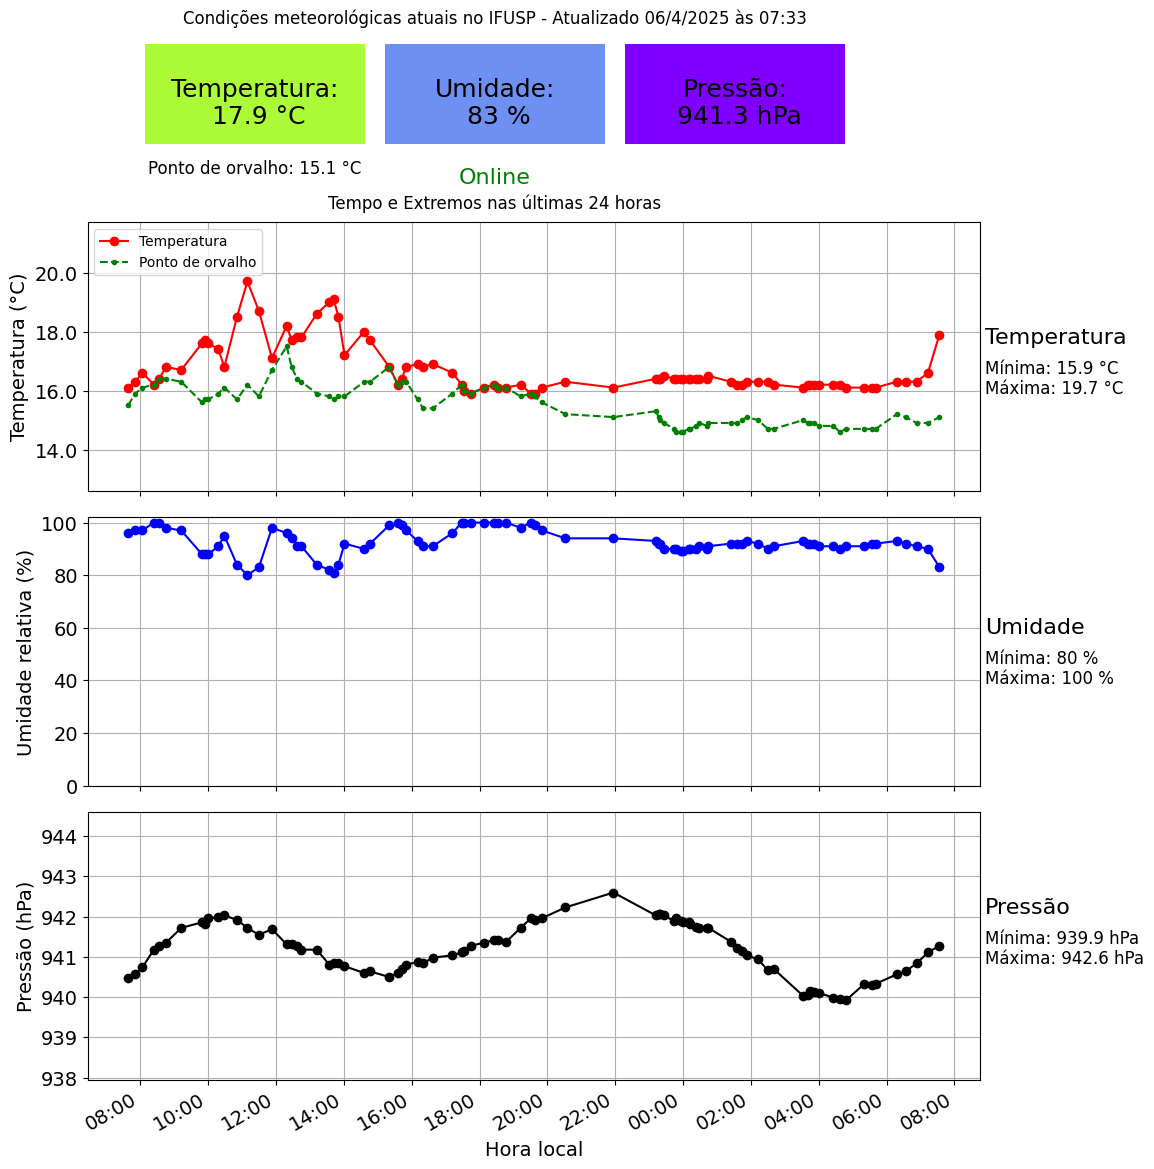 Condições meteorológicas atuais no IFUSP - Atualizado 06/4/2025 às 07:33
Temperatura:
17.9 °C
Umidade:
83 %
Pressão:
941.3 hPa
Ponto de orvalho: 15.1 °C
Online
Tempo e Extremos nas últimas 24 horas
Temperatura
Ponto de orvalho
Temperatura (°C)
20.0
18.0
16.0
14.0
Temperatura
Mínima: 15.9 °C
Máxima: 19.7 °C
Umidade relativa (%)
100
80
60
40
20
0
Umidade
Mínima: 80 %
Máxima: 100 %
Pressão (hPa)
944
943
942
941
940
939
938
Pressão
Mínima: 939.9 hPa
Máxima: 942.6 hPa
08:00
10:00
12:00
14:00
16:00
18:00
20:00
22:00
00:00
02:00
04:00
06:00
08:00
Hora local